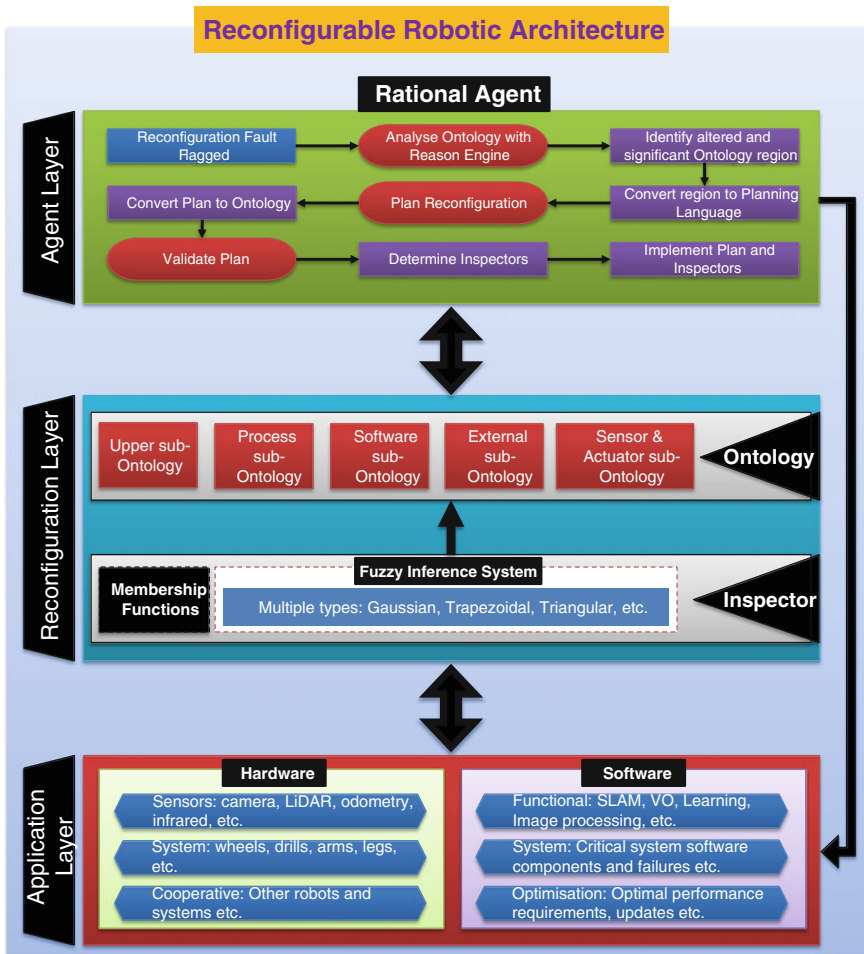 Reconfigurable Robotic Architecture
Rational Agent
Agent Layer
Reconfiguration Fault
Ragged
Analyse Ontology with
Reason Engine
Identify altered and
significant Ontology region
Convert Plan to Ontology
Plan Reconfiguration
Convert region to Planning
Language
Validate Plan
Determine Inspectors
Implement Plan and
Inspectors
Reconfiguration Layer
Upper sub-
Ontology
Process
sub-
Ontology
Software
sub-
Ontology
External
sub-
Ontology
Sensor &
Actuator sub-
Ontology
Ontology
Membership
Functions
Fuzzy Inference System
Multiple types: Gaussian, Trapezoidal, Triangular, etc.
Inspector
Application
Layer
Hardware
Sensors: camera, LiDAR, odometry,
infrared, etc.
System: wheels, drills, arms, legs,
etc.
Cooperative: Other robots and
systems etc.
Software
Functional: SLAM, VO, Learning,
Image processing, etc.
System: Critical system software
components and failures etc.
Optimisation: Optimal performance
requirements, updates etc.